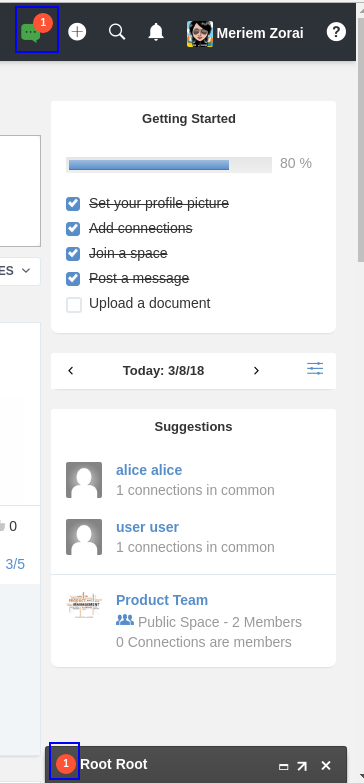 1
Meriem Zorai
Getting Started
80 %
Set your profile picture
Add connections
Join a space
Post a message
Upload a document
ES
Today: 3/8/18
Suggestions
alice alice
1 connections in common
user user
1 connections in common
0
3/5
Product Team
Public Space - 2 Members
0 Connections are members
1 Root Root